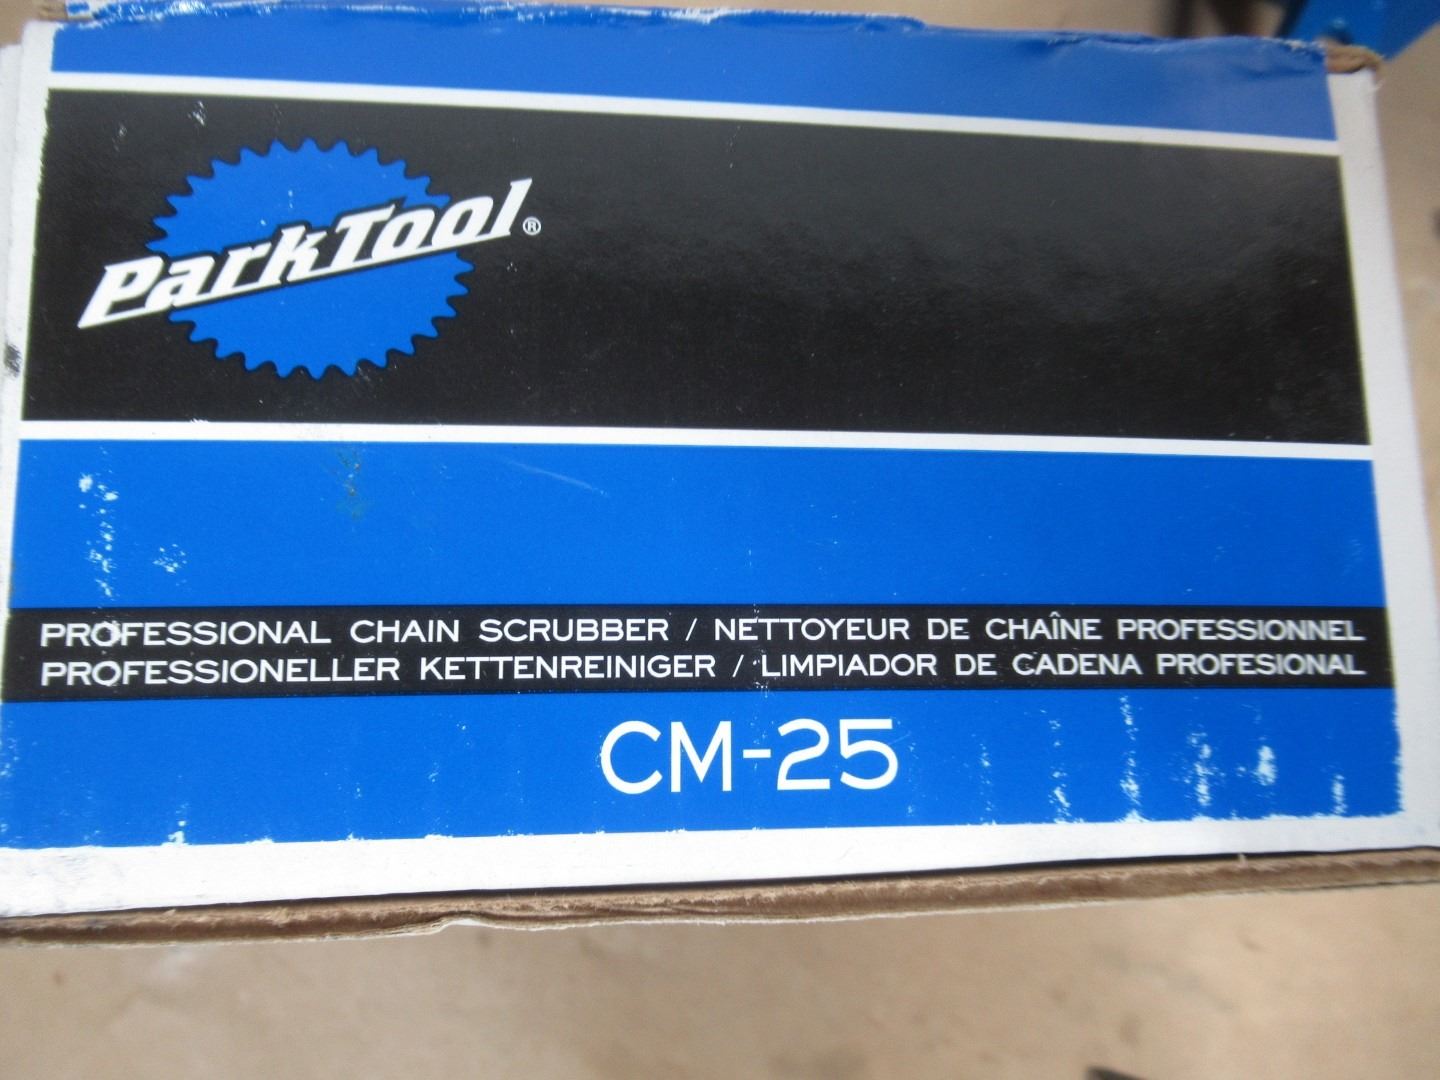 ParkTool®
PROFESSIONAL CHAIN SCRUBBER / NETTOYEUR DE CHAÎNE PROFESSIONNEL
PROFESSIONELLER KETTENREINIGER / LIMPIADOR DE CADENA PROFESIONAL
CM-25